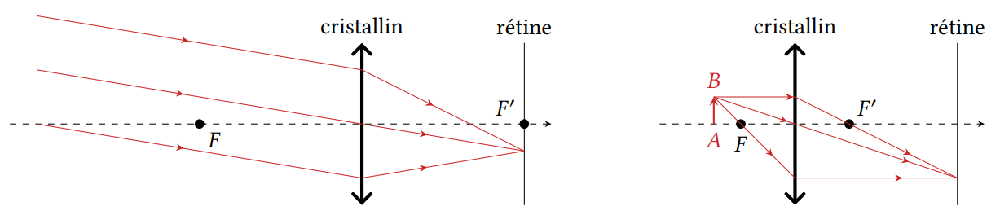 cristallin rétine
F F′
cristallin rétine
B
A F F′